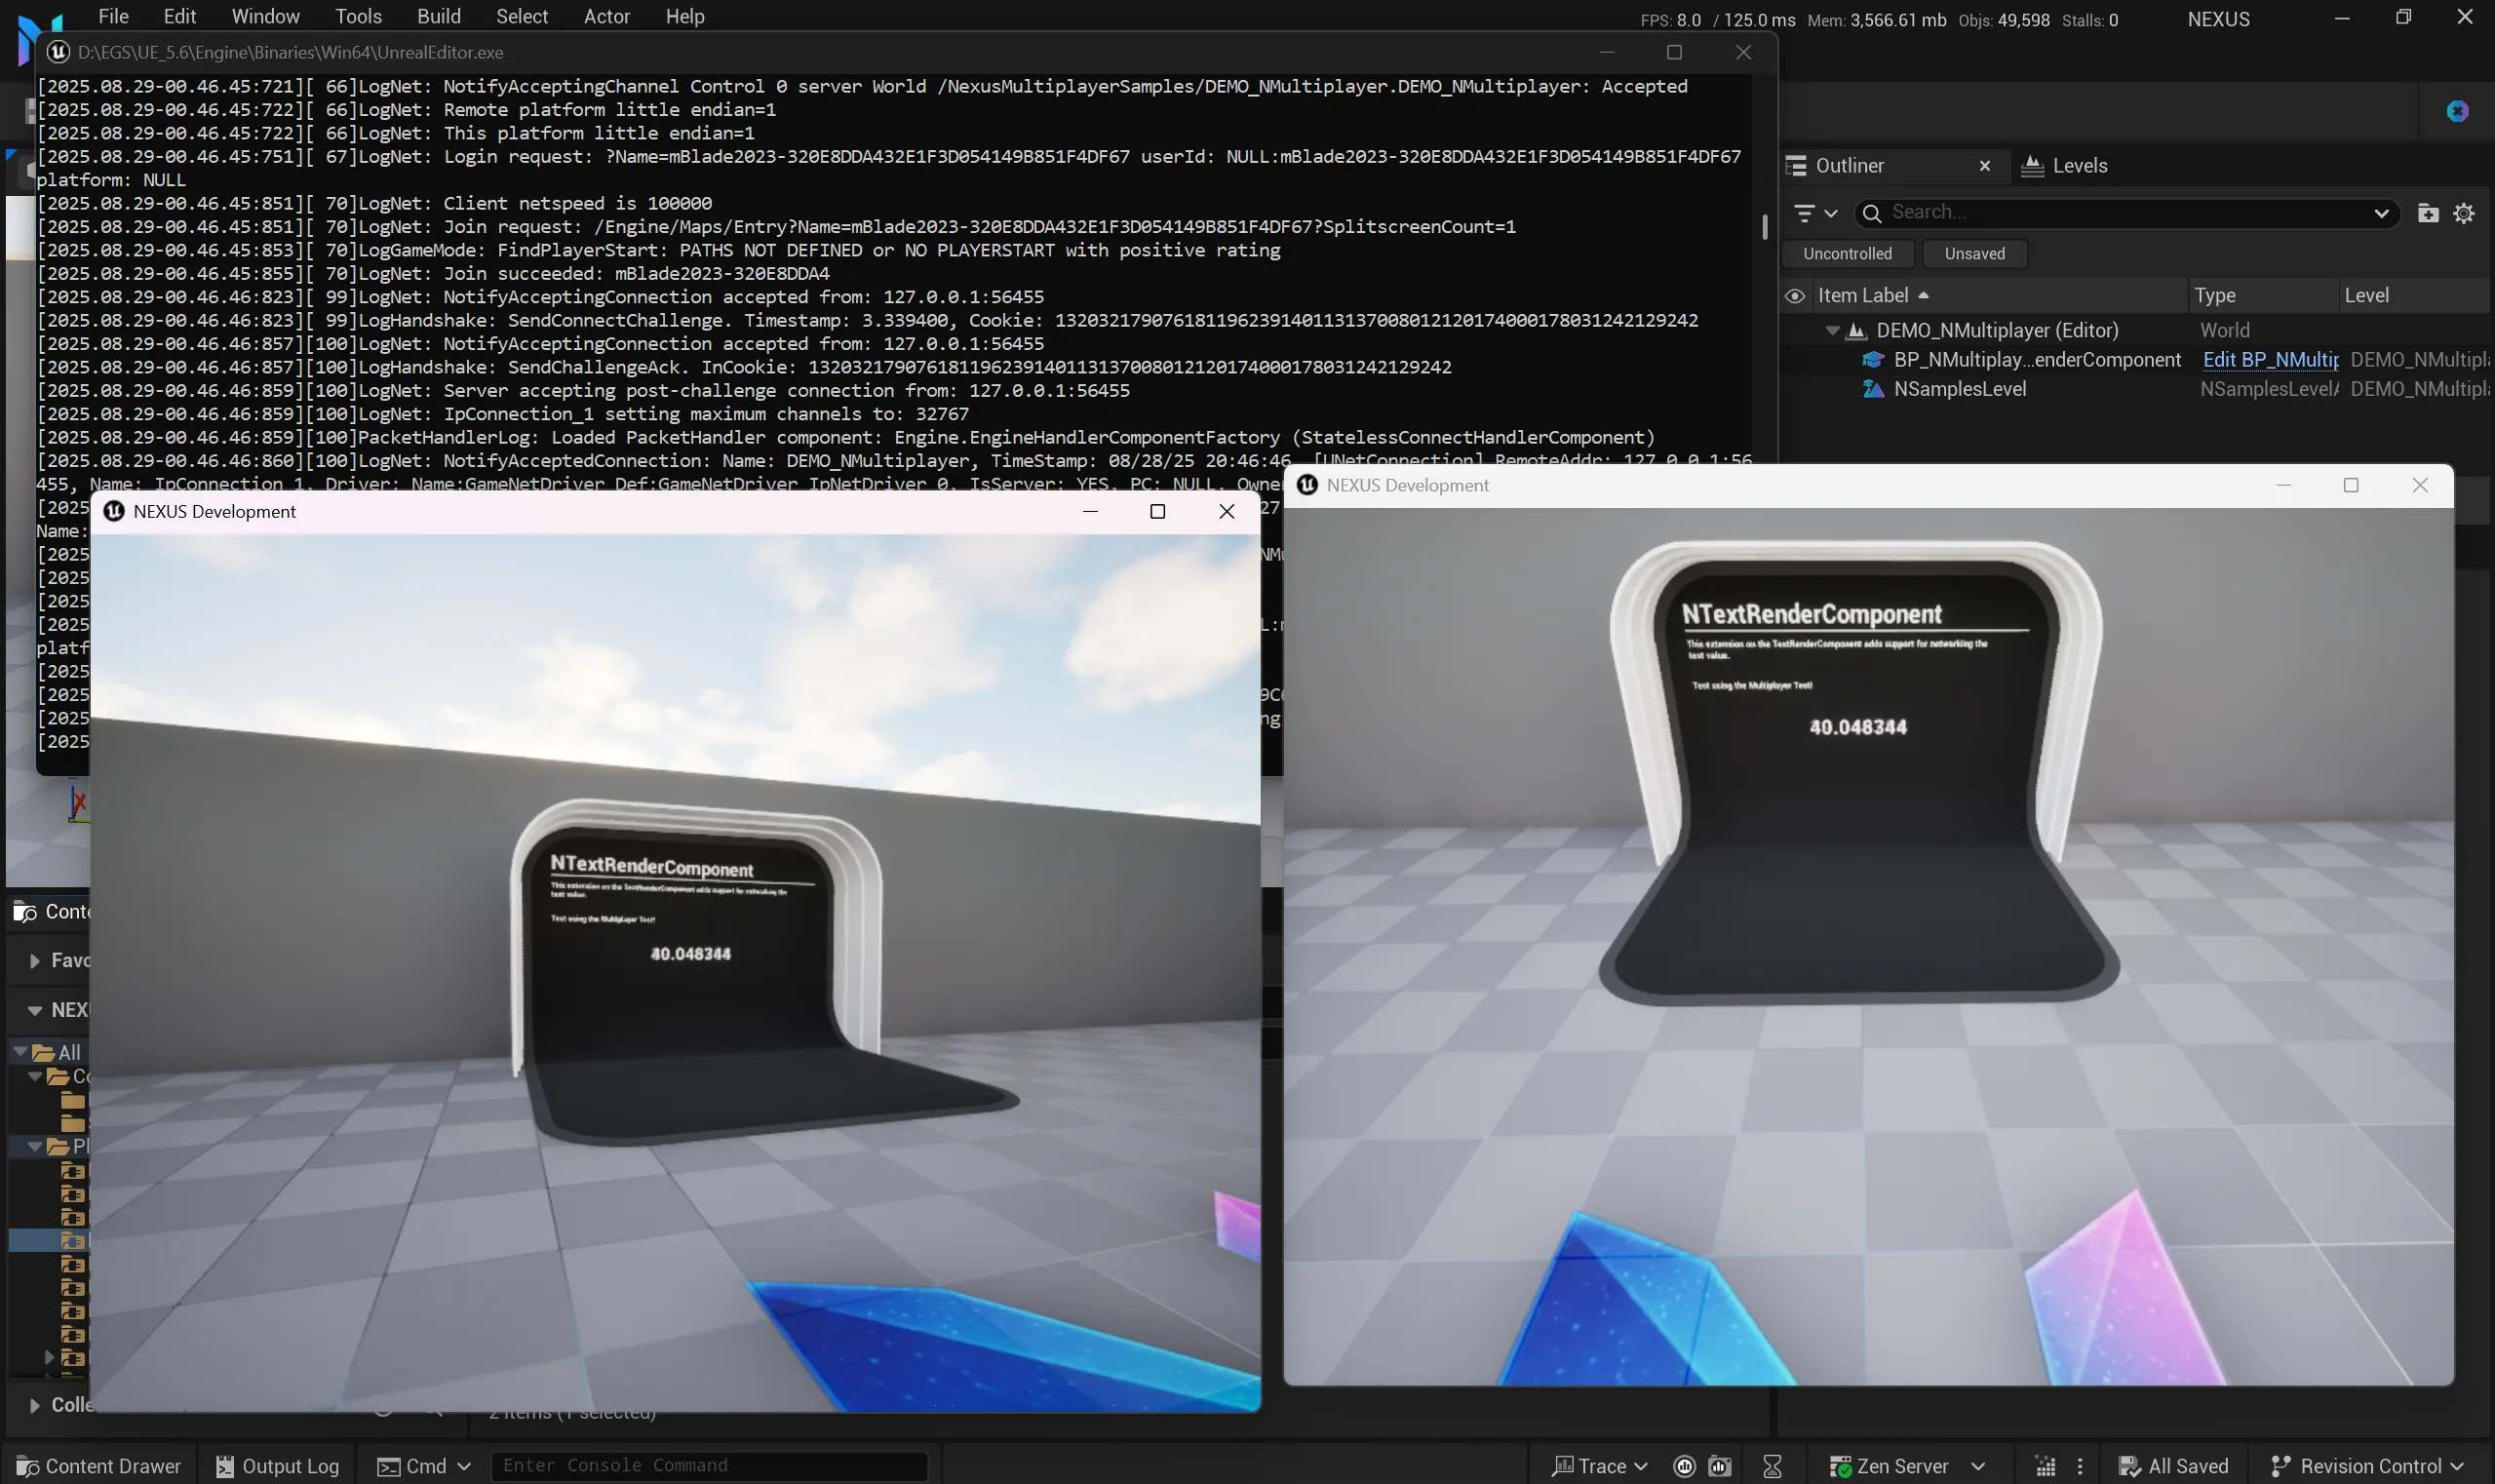 File Edit Window Tools Build Select Actor Help
FPS: 8.0 / 125.0 ms Mem: 3,566.61 mb Objs: 49,598 Stalls: 0
NEXUS
D:\EGS\UE_5.6\Engine\Binaries\Win64\UnrealEditor.exe
[2025.08.29-00.46.45:721][ 66]LogNet: NotifyAcceptingChannel Control 0 server World /NexusMultiplayerSamples/DEMO_NMultiplayer.DEMO_NMultiplayer: Accepted
[2025.08.29-00.46.45:722][ 66]LogNet: Remote platform little endian=1
[2025.08.29-00.46.45:722][ 66]LogNet: This platform little endian=1
[2025.08.29-00.46.45:751][ 67]LogNet: Login request: ?Name=mBlade2023-320E8DDA432E1F3D054149B851F4DF67 userId: NULL:mBlade2023-320E8DDA432E1F3D054149B851F4DF67
platform: NULL
[2025.08.29-00.46.45:851][ 70]LogNet: Client netspeed is 100000
[2025.08.29-00.46.45:851][ 70]LogNet: Join request: /Engine/Maps/Entry?Name=mBlade2023-320E8DDA432E1F3D054149B851F4DF67?SplitscreenCount=1
[2025.08.29-00.46.45:853][ 70]LogGameMode: FindPlayerStart: PATHS NOT DEFINED or NO PLAYERSTART with positive rating
[2025.08.29-00.46.45:855][ 70]LogNet: Join succeeded: mBlade2023-320E8DDA4
[2025.08.29-00.46.46:823][ 99]LogNet: NotifyAcceptingConnection accepted from: 127.0.0.1:56455
[2025.08.29-00.46.46:823][ 99]LogHandshake: SendConnectChallenge. Timestamp: 3.339400, Cookie: 132032179076181196239140113137008012120174000178031242129242
[2025.08.29-00.46.46:857][100]LogNet: NotifyAcceptingConnection accepted from: 127.0.0.1:56455
[2025.08.29-00.46.46:857][100]LogHandshake: SendChallengeAck. InCookie: 132032179076181196239140113137008012120174000178031242129242
[2025.08.29-00.46.46:859][100]LogNet: Server accepting post-challenge connection from: 127.0.0.1:56455
[2025.08.29-00.46.46:859][100]LogNet: IpConnection_1 setting maximum channels to: 32767
[2025.08.29-00.46.46:859][100]PacketHandlerLog: Loaded PacketHandler component: Engine.EngineHandlerComponentFactory (StatelessConnectHandlerComponent)
[2025.08.29-00.46.46:860][100]LogNet: NotifyAcceptedConnection: Name: DEMO_NMultiplayer, TimeStamp: 08/28/25 20:46:46, [UNetConnection] RemoteAddr: 127.0.0.1:56
455, Name: IpConnection_1, Driver: Name:GameNetDriver Def:GameNetDriver IpNetDriver_0, IsServer: YES, PC: NULL, Owner
[2025
Name:
[2025
[2025
[2025
[2025
platf
[2025
[2025
[2025
[2025
Outliner
Levels
Search...
Uncontrolled
Unsaved
Item Label
Type
Level
DEMO_NMultiplayer (Editor)
World
BP_NMultiplay...enderComponent
Edit BP_NMultip
DEMO_NMultipl
NSamplesLevel
NSamplesLevelA
DEMO_NMultipl
NEXUS Development
NTextRenderComponent
This extension on the TextRenderComponent adds support for networking the
text value.
Test using the Multiplayer Test!
40.048344
NEXUS Development
NTextRenderComponent
This extension on the TextRenderComponent adds support for networking the
text value.
Test using the Multiplayer Test!
40.048344
X
Conte
Favo
NEXU
All
Co
Pl
Colle
2 items (1 selected)
Content Drawer
Output Log
Cmd
Enter Console Command
Trace
Zen Server
All Saved
Revision Control